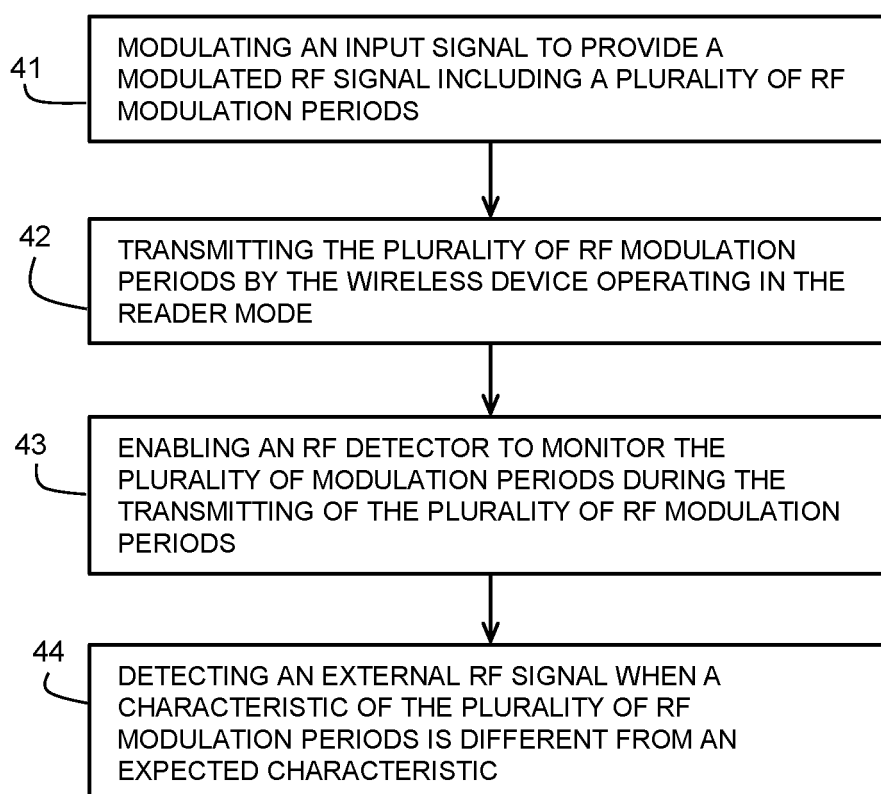 41
MODULATING AN INPUT SIGNAL TO PROVIDE A
MODULATED RF SIGNAL INCLUDING A PLURALITY OF RF
MODULATION PERIODS
42
TRANSMITTING THE PLURALITY OF RF MODULATION
PERIODS BY THE WIRELESS DEVICE OPERATING IN THE
READER MODE
43
ENABLING AN RF DETECTOR TO MONITOR THE
PLURALITY OF MODULATION PERIODS DURING THE
TRANSMITTING OF THE PLURALITY OF RF MODULATION
PERIODS
44
DETECTING AN EXTERNAL RF SIGNAL WHEN A
CHARACTERISTIC OF THE PLURALITY OF RF
MODULATION PERIODS IS DIFFERENT FROM AN
EXPECTED CHARACTERISTIC